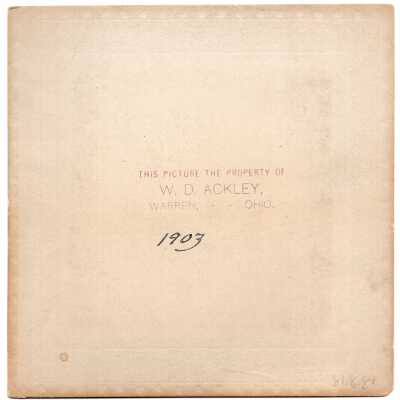 THIS PICTURE THE PROPERTY OF
W. D. ACKLEY,
WARREN, - - OHIO.
1903